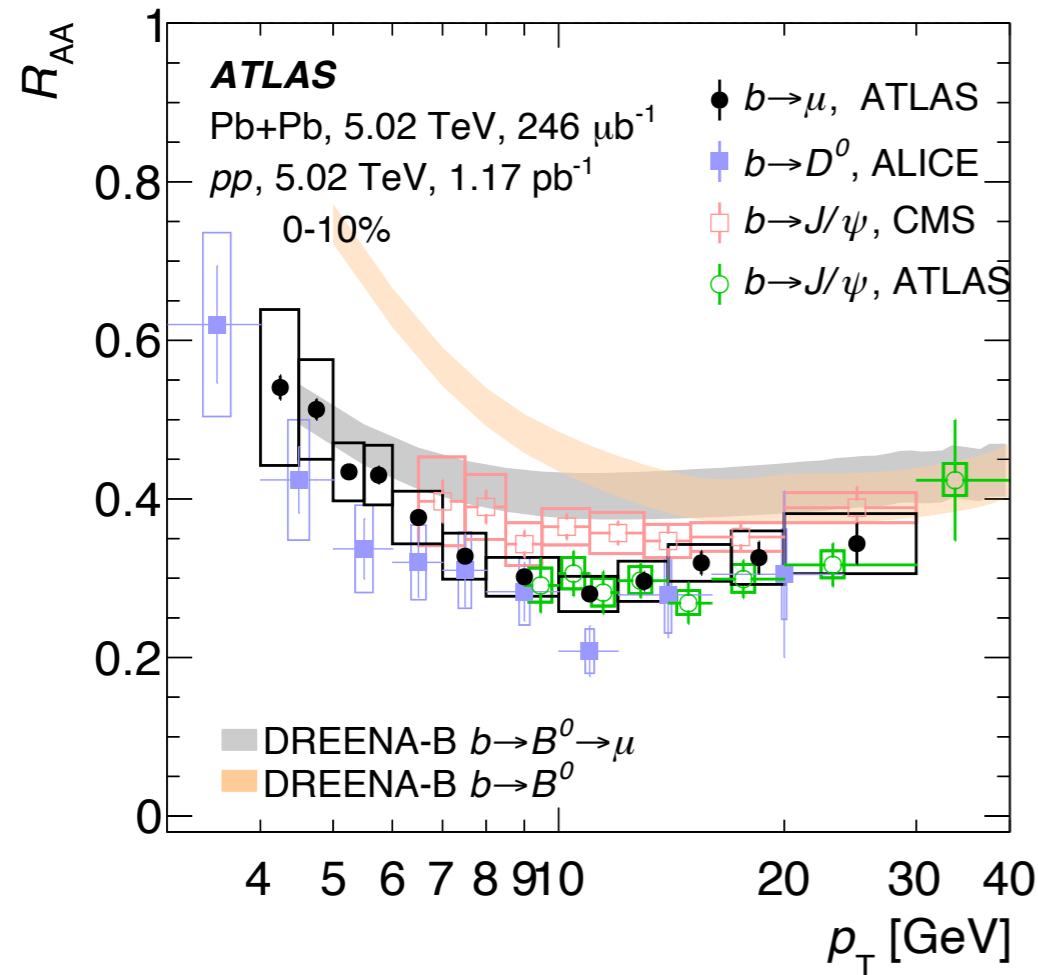 R_AA
1
0.8
0.6
0.4
0.2
0
ATLAS
Pb+Pb, 5.02 TeV, 246 μb⁻¹
pp, 5.02 TeV, 1.17 pb⁻¹
0-10%
b→μ, ATLAS
b→D⁰, ALICE
b→J/ψ, CMS
b→J/ψ, ATLAS
DREENA-B b→B⁰→μ
DREENA-B b→B⁰
4 5 6 7 8 910 20 30 40
p_T [GeV]